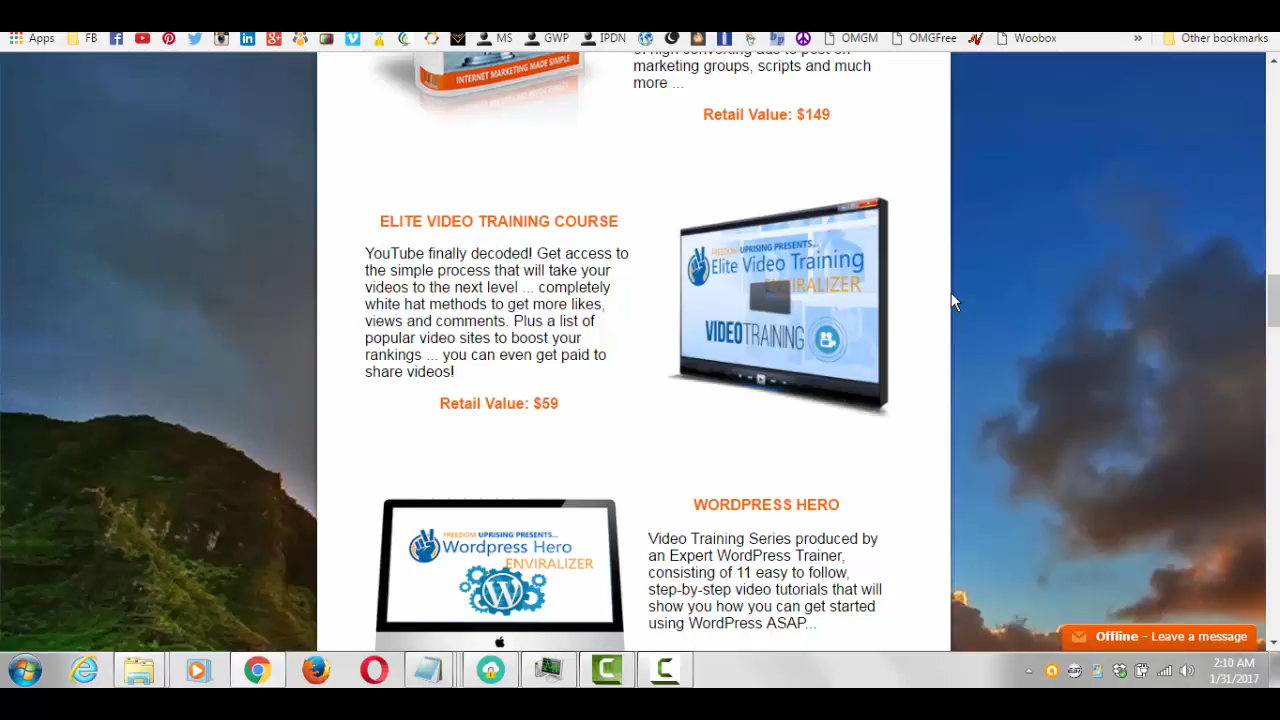 Apps FB MS GWP IPDN OMGM OMGFree Woobox » Other bookmarks
marketing groups, scripts and much
more ...
Retail Value: $149
INTERNET MARKETING MADE SIMPLE
ELITE VIDEO TRAINING COURSE
YouTube finally decoded! Get access to
the simple process that will take your
videos to the next level ... completely
white hat methods to get more likes,
views and comments. Plus a list of
popular video sites to boost your
rankings ... you can even get paid to
share videos!
Retail Value: $59
FREEDOM UPRISING PRESENTS...
Elite Video Training
ENVIRALIZER
VIDEOTRAINING
FREEDOM UPRISING PRESENTS...
Wordpress Hero
ENVIRALIZER
WORDPRESS HERO
Video Training Series produced by
an Expert WordPress Trainer,
consisting of 11 easy to follow,
step-by-step video tutorials that will
show you how you can get started
using WordPress ASAP...
Offline - Leave a message
2:10 AM
1/31/2017